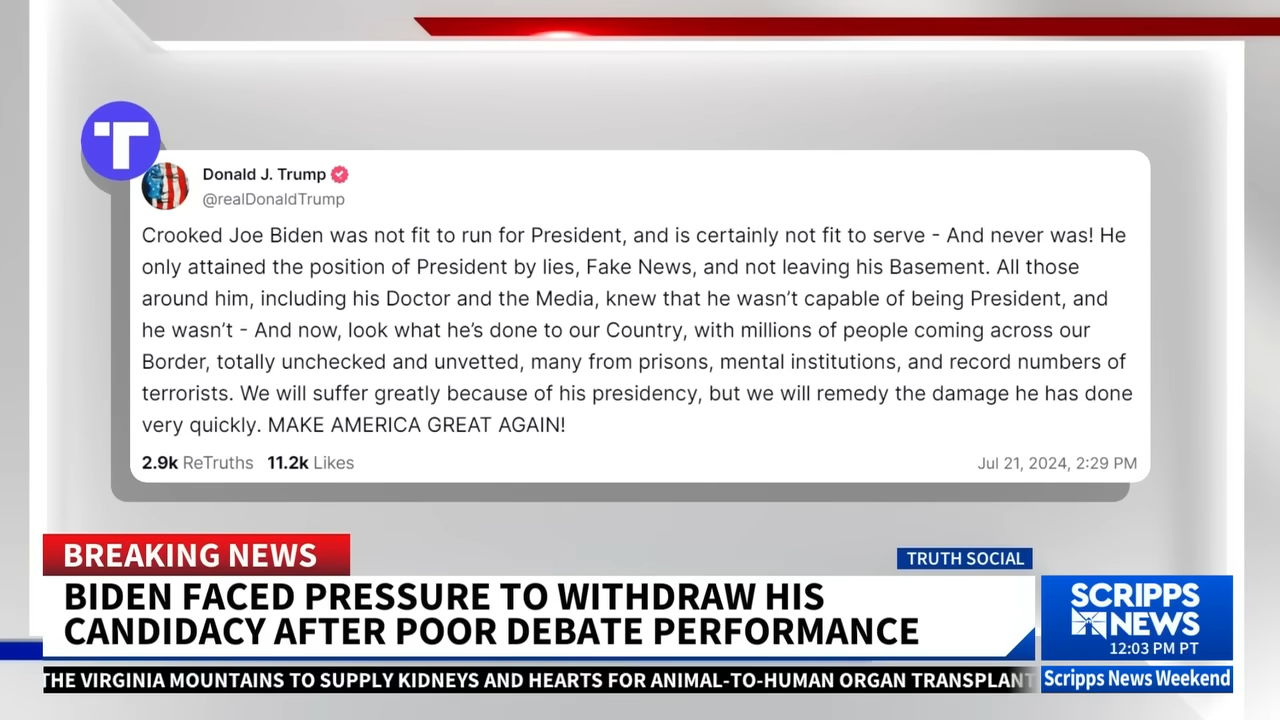 Donald J. Trump
@realDonaldTrump
Crooked Joe Biden was not fit to run for President, and is certainly not fit to serve - And never was! He
only attained the position of President by lies, Fake News, and not leaving his Basement. All those
around him, including his Doctor and the Media, knew that he wasn't capable of being President, and
he wasn't - And now, look what he's done to our Country, with millions of people coming across our
Border, totally unchecked and unvetted, many from prisons, mental institutions, and record numbers of
terrorists. We will suffer greatly because of his presidency, but we will remedy the damage he has done
very quickly. MAKE AMERICA GREAT AGAIN!
2.9k ReTruths 11.2k Likes
Jul 21, 2024, 2:29 PM
BREAKING NEWS
TRUTH SOCIAL
BIDEN FACED PRESSURE TO WITHDRAW HIS
CANDIDACY AFTER POOR DEBATE PERFORMANCE
SCRIPPS
NEWS
12:03 PM PT
THE VIRGINIA MOUNTAINS TO SUPPLY KIDNEYS AND HEARTS FOR ANIMAL-TO-HUMAN ORGAN TRANSPLANT
Scripps News Weekend